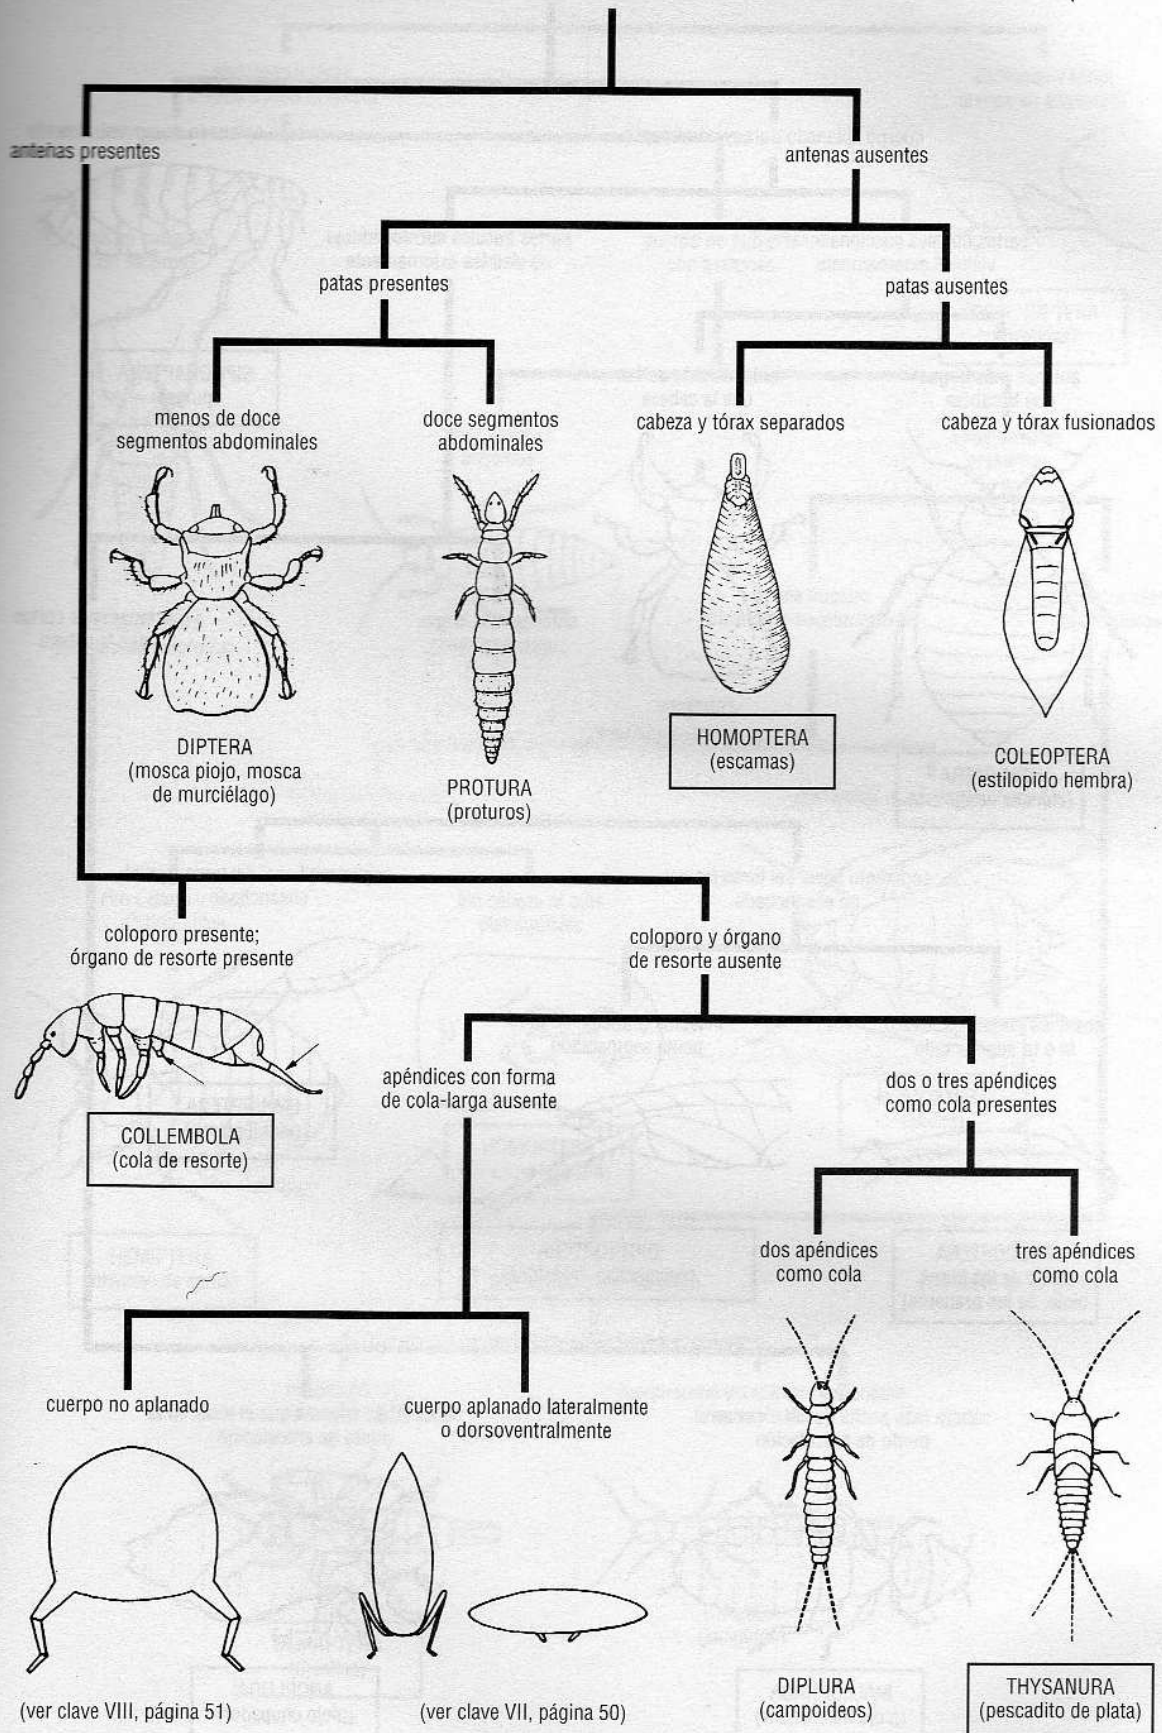 antenas presentes
antenas ausentes
patas presentes
patas ausentes
menos de doce
segmentos abdominales
doce segmentos
abdominales
cabeza y tórax separados
cabeza y tórax fusionados
DIPTERA
(mosca piojo, mosca
de murciélago)
PROTURA
(proturos)
HOMOPTERA
(escamas)
COLEOPTERA
(estilopido hembra)
coloporo presente;
órgano de resorte presente
coloporo y órgano
de resorte ausente
COLLEMBOLA
(cola de resorte)
apéndices con forma
de cola-larga ausente
dos o tres apéndices
como cola presentes
dos apéndices
como cola
tres apéndices
como cola
cuerpo no aplanado
cuerpo aplanado lateralmente
o dorsoventralmente
(ver clave VIII, página 51)
(ver clave VII, página 50)
DIPLURA
(campoideos)
THYSANURA
(pescadito de plata)